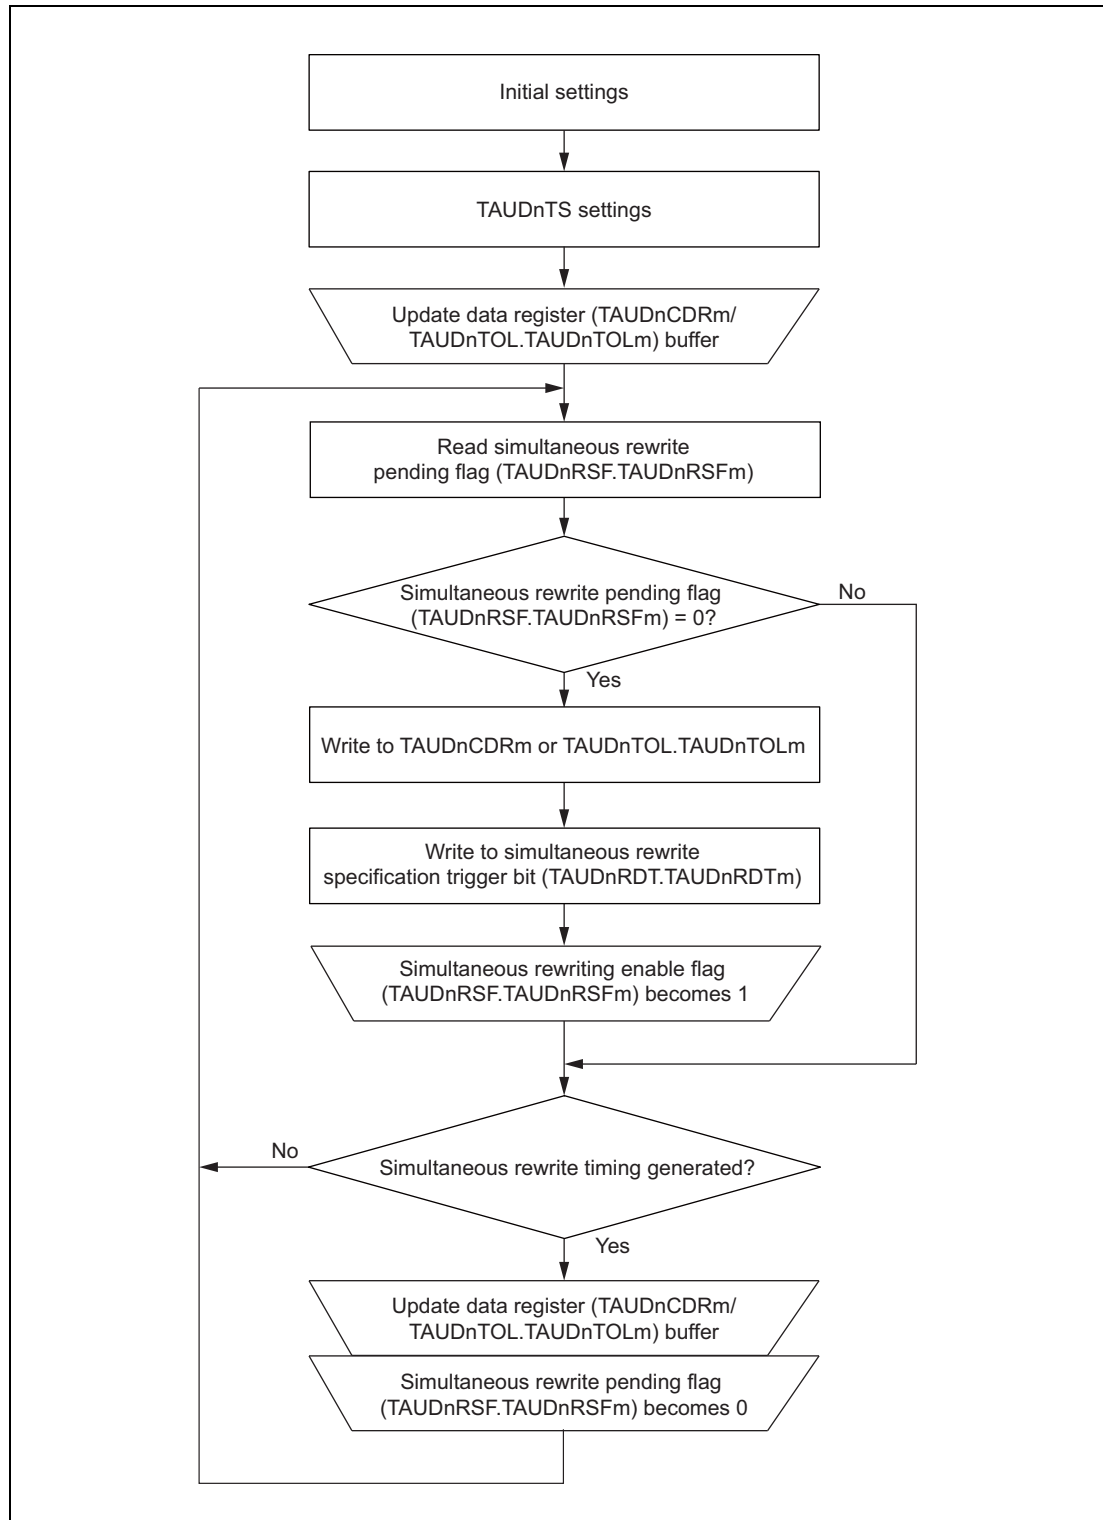 Initial settings
TAUDnTS settings
Update data register (TAUDnCDRm/
TAUDnTOL.TAUDnTOLm) buffer
Read simultaneous rewrite
pending flag (TAUDnRSF.TAUDnRSFm)
Simultaneous rewrite pending flag
(TAUDnRSF.TAUDnRSFm) = 0?
No
Yes
Write to TAUDnCDRm or TAUDnTOL.TAUDnTOLm
Write to simultaneous rewrite
specification trigger bit (TAUDnRDT.TAUDnRDTm)
Simultaneous rewriting enable flag
(TAUDnRSF.TAUDnRSFm) becomes 1
No
Simultaneous rewrite timing generated?
Yes
Update data register (TAUDnCDRm/
TAUDnTOL.TAUDnTOLm) buffer
Simultaneous rewrite pending flag
(TAUDnRSF.TAUDnRSFm) becomes 0